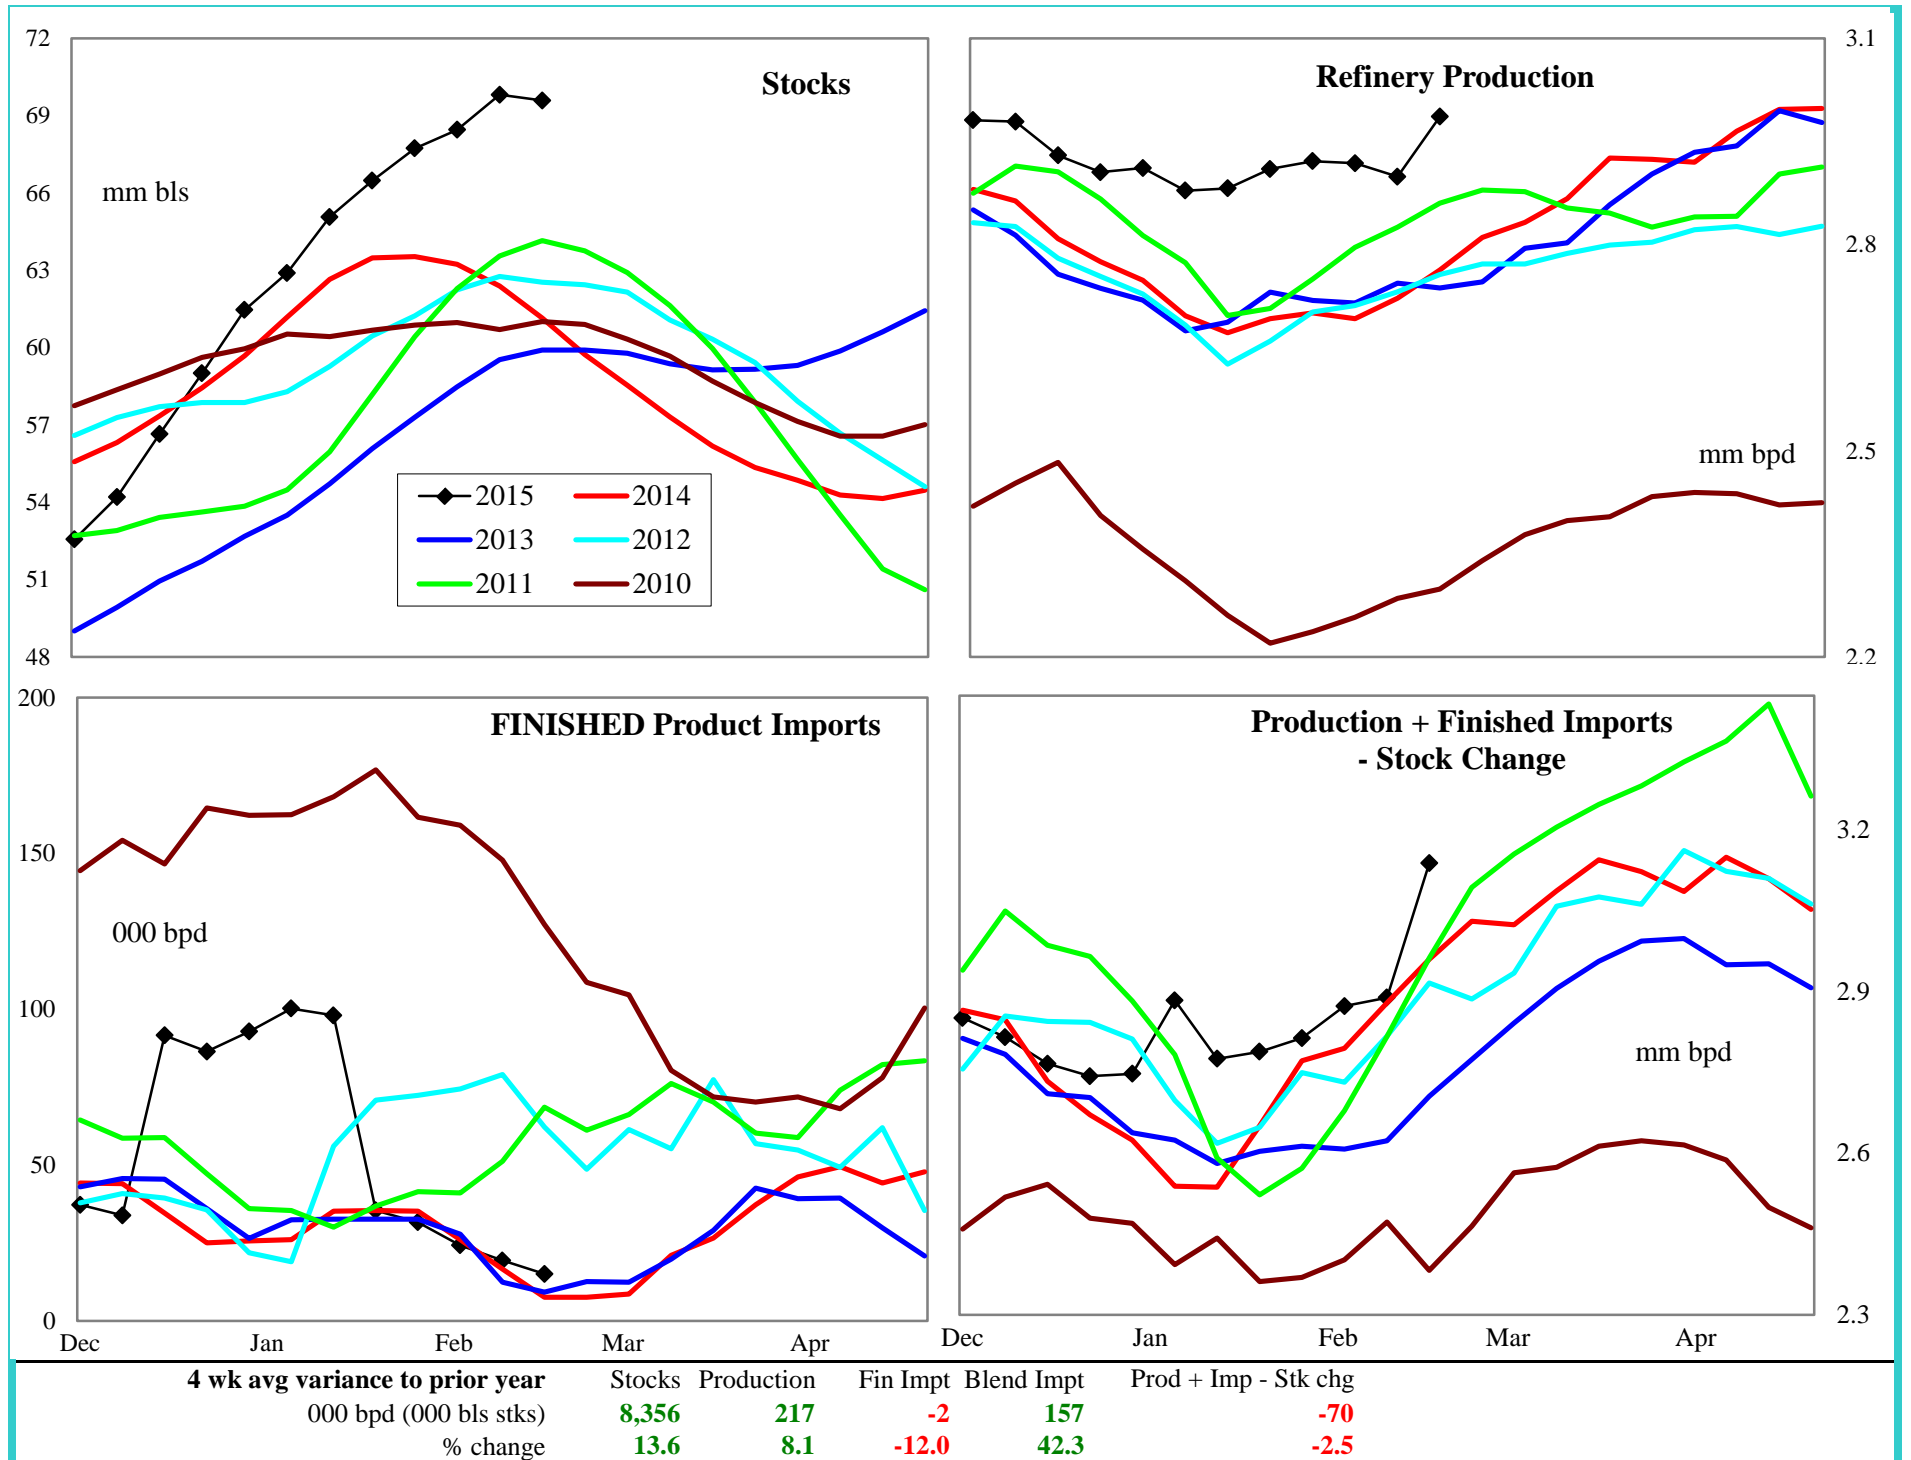 72
69
66
63
60
57
54
51
48
Stocks
mm bls
2015
2014
2013
2012
2011
2010
Refinery Production
mm bpd
3.1
2.8
2.5
2.2
200
150
100
50
0
FINISHED Product Imports
000 bpd
Dec Jan Feb Mar Apr
Production + Finished Imports
- Stock Change
mm bpd
3.2
2.9
2.6
2.3
Dec Jan Feb Mar Apr
4 wk avg variance to prior year Stocks Production Fin Impt Blend Impt Prod + Imp - Stk chg
000 bpd (000 bls stks) 8,356 217 -2 157 -70
% change 13.6 8.1 -12.0 42.3 -2.5